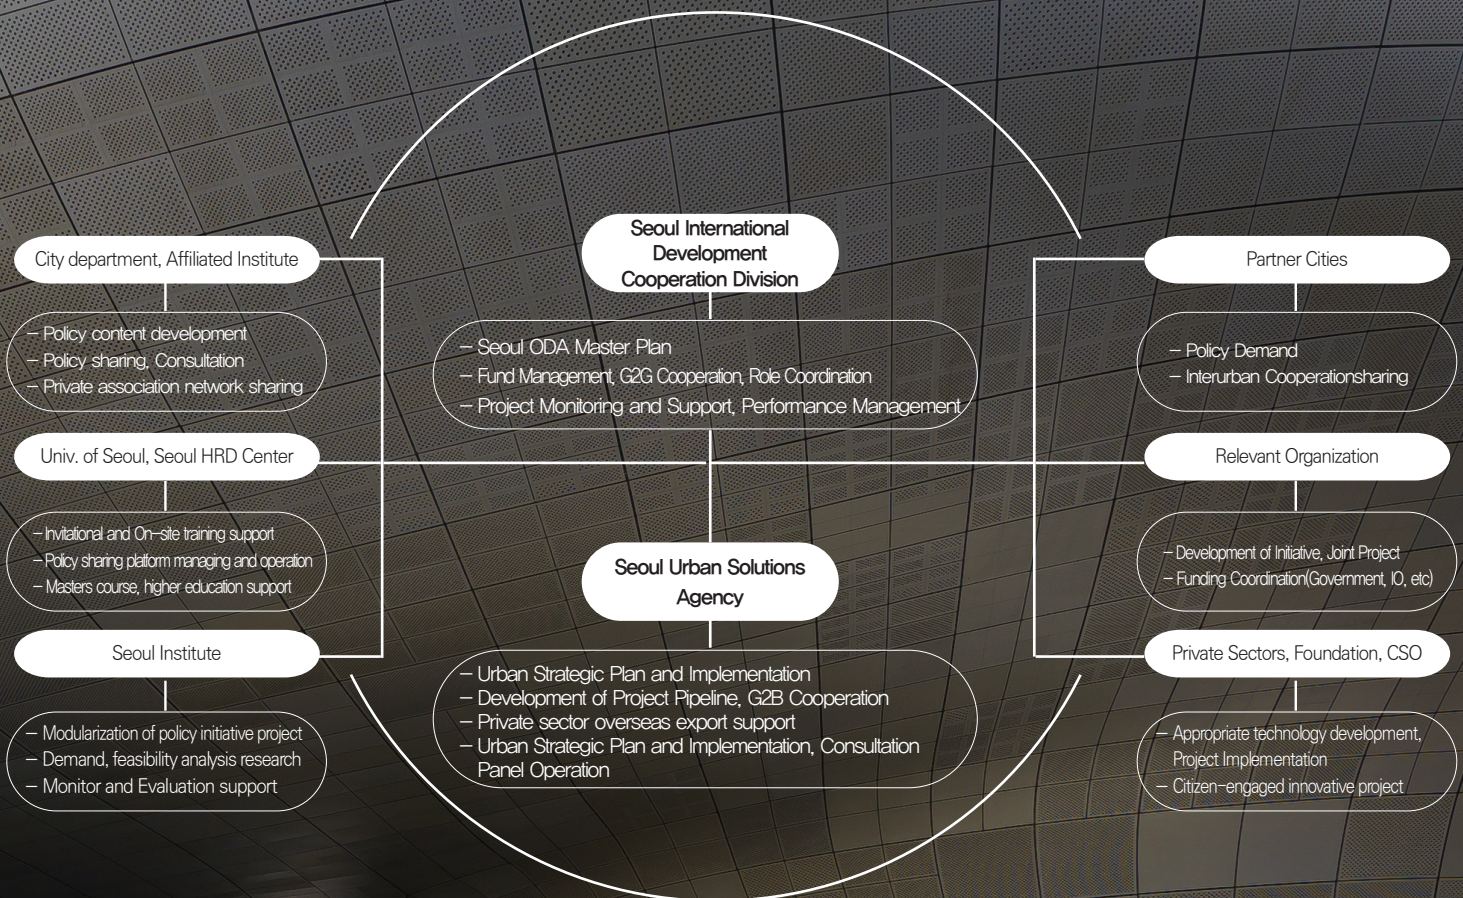 City department, Affiliated Institute
– Policy content development
– Policy sharing, Consultation
– Private association network sharing
Univ. of Seoul, Seoul HRD Center
– Invitational and On-site training support
– Policy sharing platform managing and operation
– Masters course, higher education support
Seoul Institute
– Modularization of policy initiative project
– Demand, feasibility analysis research
– Monitor and Evaluation support
Seoul International
Development
Cooperation Division
– Seoul ODA Master Plan
– Fund Management, G2G Cooperation, Role Coordination
– Project Monitoring and Support, Performance Management
Seoul Urban Solutions
Agency
– Urban Strategic Plan and Implementation
– Development of Project Pipeline, G2B Cooperation
– Private sector overseas export support
– Urban Strategic Plan and Implementation, Consultation
Panel Operation
Partner Cities
– Policy Demand
– Interurban Cooperationsharing
Relevant Organization
– Development of Initiative, Joint Project
– Funding Coordination(Government, IO, etc)
Private Sectors, Foundation, CSO
– Appropriate technology development,
Project Implementation
– Citizen-engaged innovative project